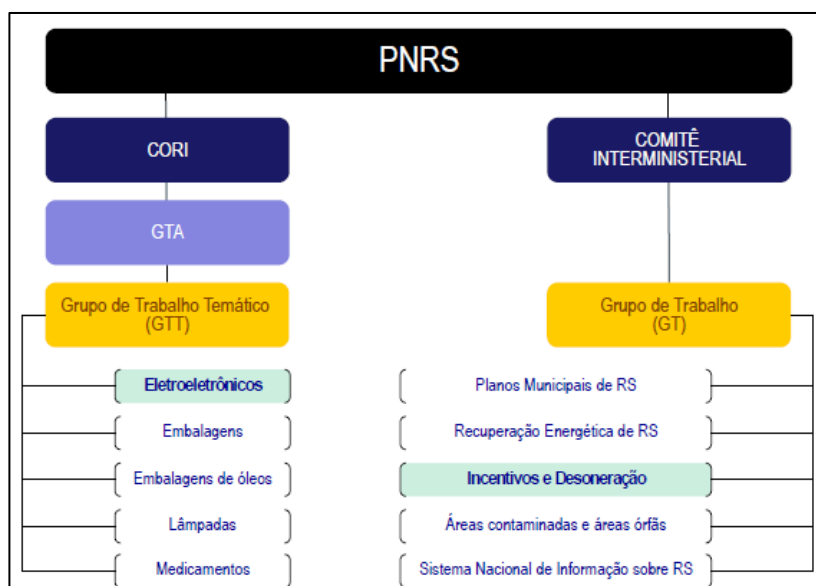 PNRS
CORI
COMITÊ
INTERMINISTERIAL
GTA
Grupo de Trabalho Temático
(GTT)
Grupo de Trabalho
(GT)
Eletroeletrônicos
Embalagens
Embalagens de óleos
Lâmpadas
Medicamentos
Planos Municipais de RS
Recuperação Energética de RS
Incentivos e Desoneração
Áreas contaminadas e áreas órfãs
Sistema Nacional de Informação sobre RS